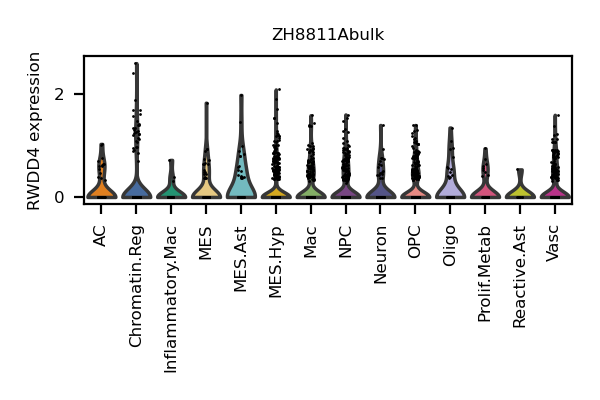 ZH8811Abulk
RWDD4 expression
2
0
AC
Chromatin.Reg
Inflammatory.Mac
MES
MES.Ast
MES.Hyp
Mac
NPC
Neuron
OPC
Oligo
Prolif.Metab
Reactive.Ast
Vasc